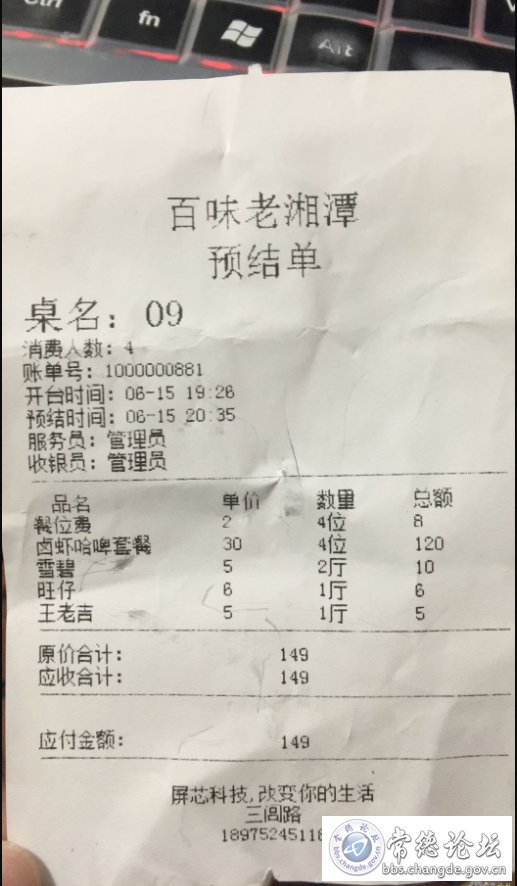 fn
Alt
百味老湘潭
预结单
桌名: 09
消费人数: 4
账单号: 1000000881
开台时间: 06-15 19:26
预结时间: 06-15 20:35
服务员: 管理员
收银员: 管理员
品名 单价 数里 总额
餐位费 2 4位 8
卤虾哈啤套餐 30 4位 120
雪碧 5 2厅 10
旺仔 6 1厅 6
王老吉 5 1厅 5
原价合计: 149
应收合计: 149
应付金额: 149
屏芯科技,改变你的生活
三闾路
18975245118
常德论坛
bbs.changde.gov.cn